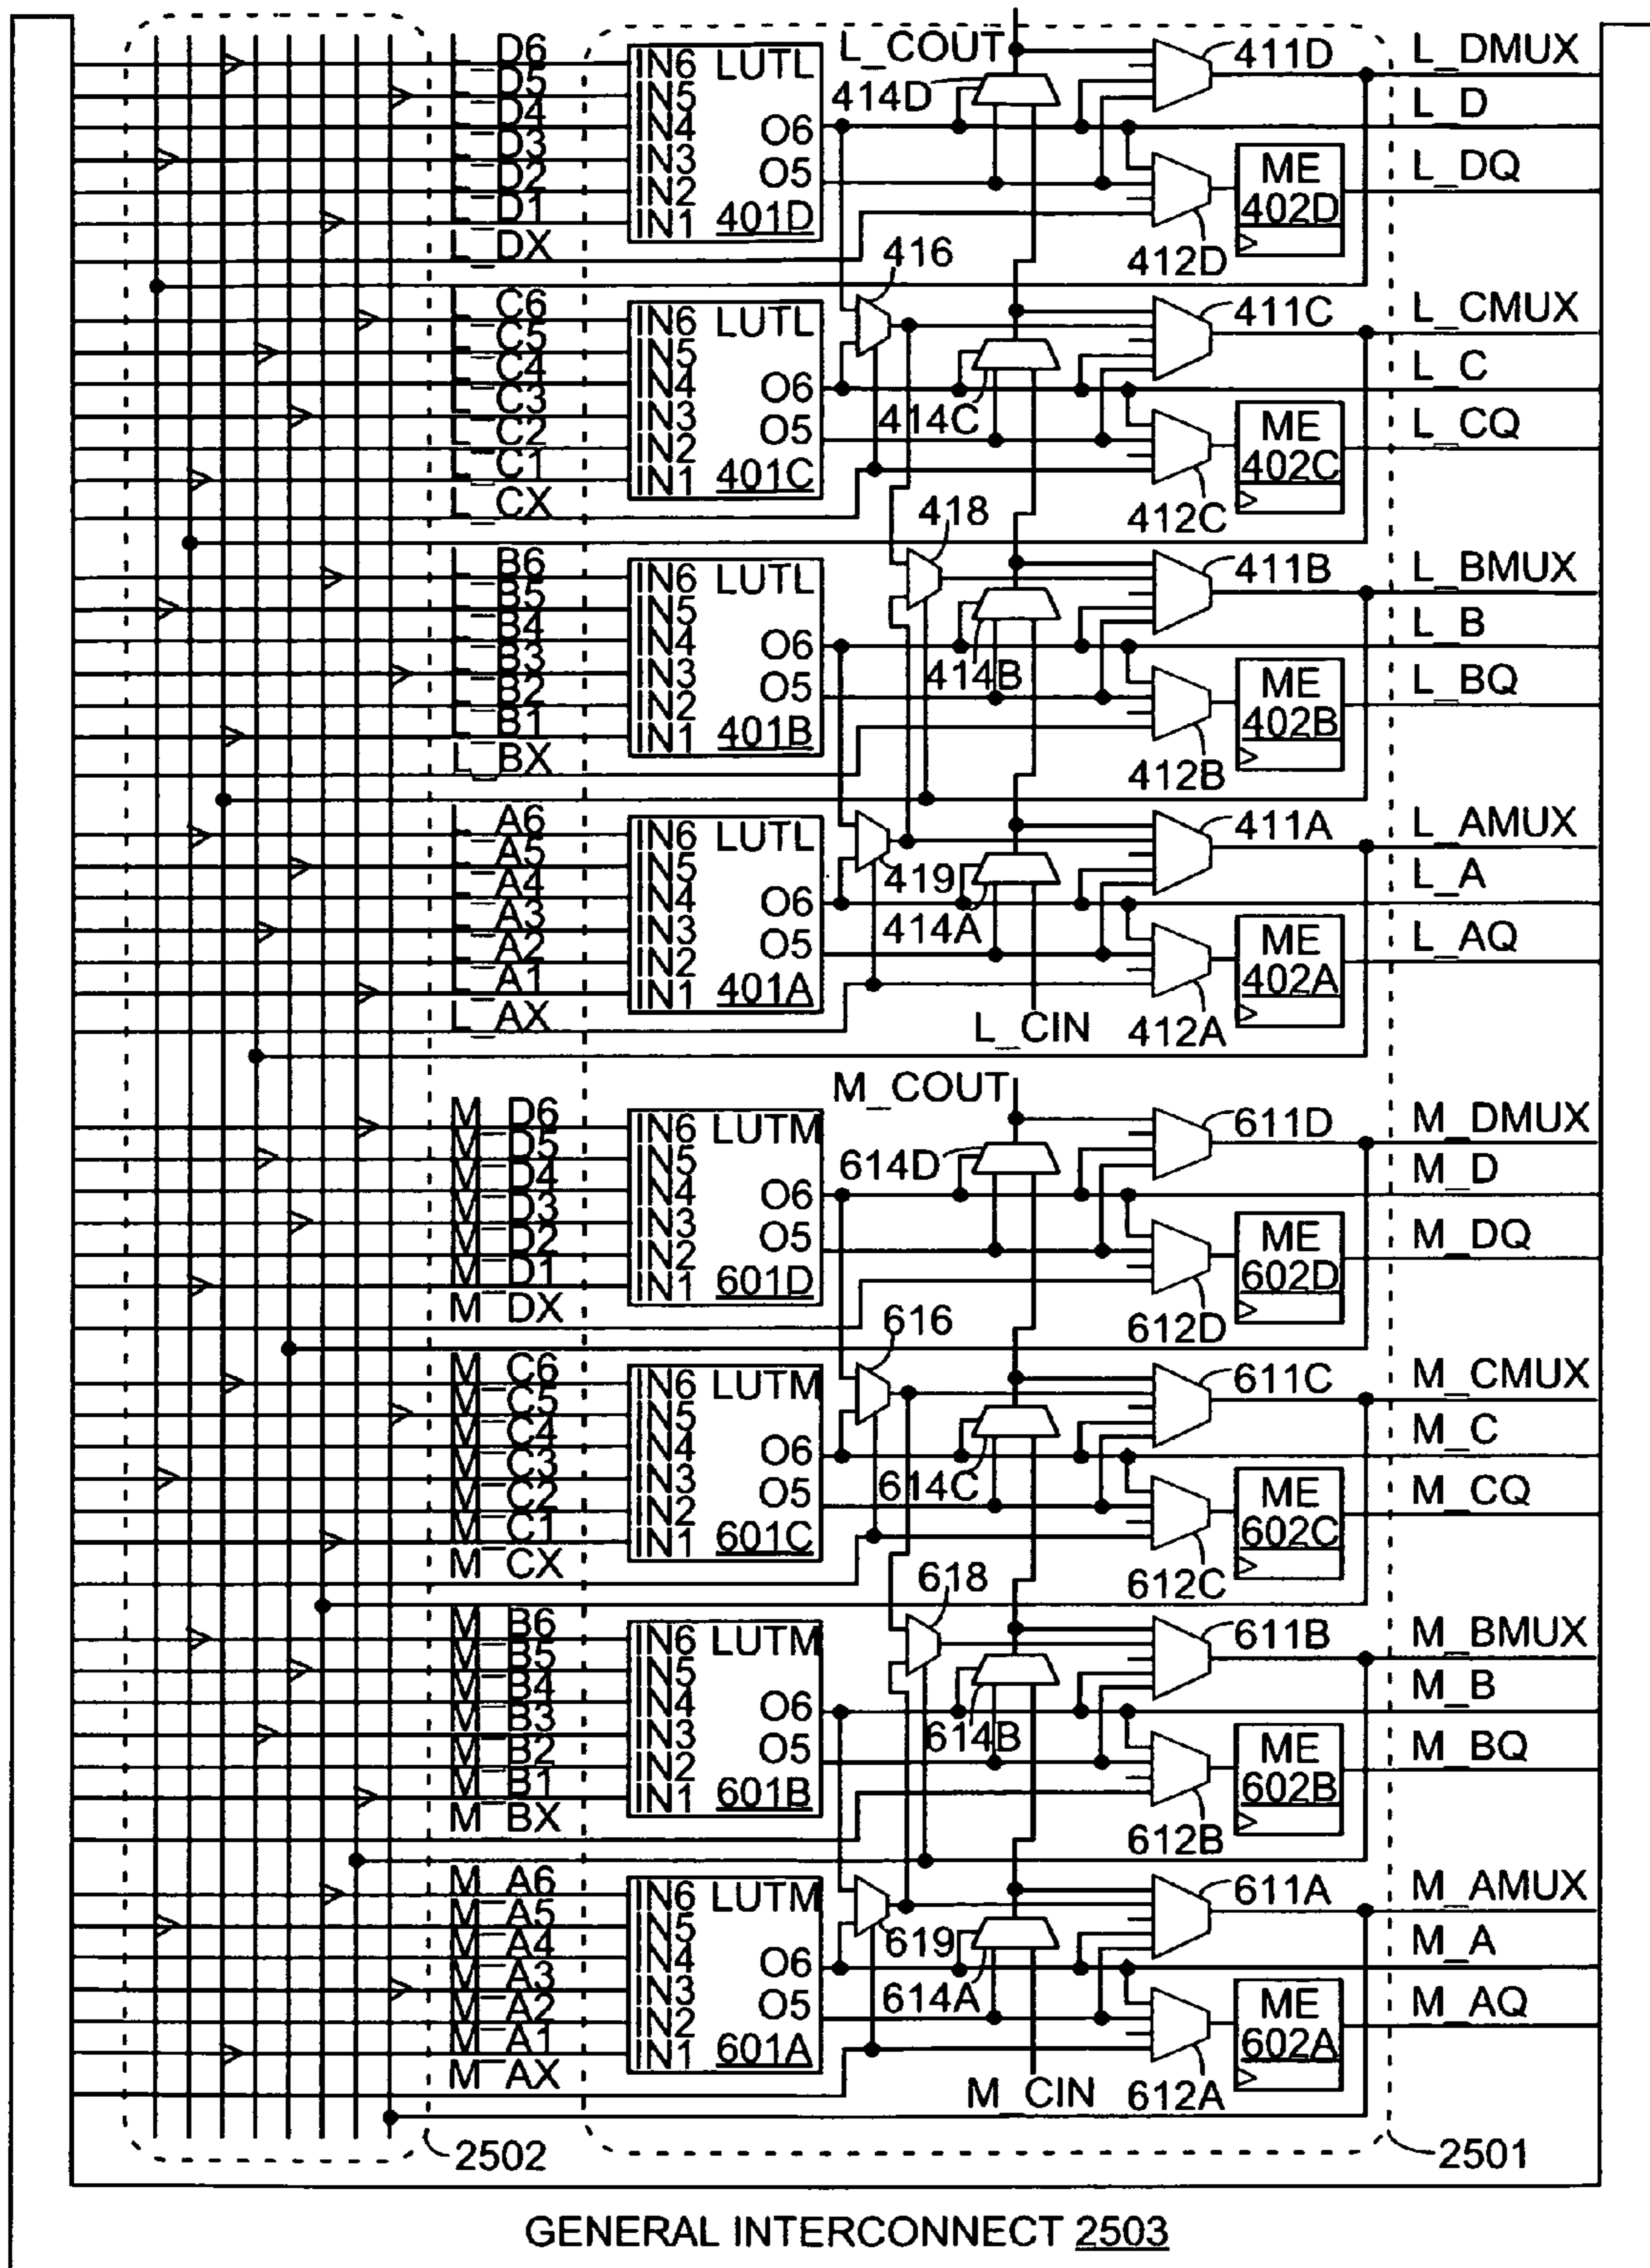 L_D6 IN6 LUTL L_COUT 411D L_DMUX
L_D5 IN5 414D L_D
L_D4 IN4 O6
L_D3 IN3 ME L_DQ
L_D2 IN2 O5 402D
L_D1 IN1 401D
L_DX 416 412D
L_C6 IN6 LUTL 411C L_CMUX
L_C5 IN5
L_C4 IN4 O6 L_C
L_C3 IN3 414C ME L_CQ
L_C2 IN2 O5 402C
L_C1 IN1 401C
L_CX 418 412C
L_B6 IN6 LUTL 411B L_BMUX
L_B5 IN5
L_B4 IN4 O6 L_B
L_B3 IN3 414B ME L_BQ
L_B2 IN2 O5 402B
L_B1 IN1 401B
L_BX 412B
L_A6 IN6 LUTL 411A L_AMUX
L_A5 IN5 419 L_A
L_A4 IN4 O6
L_A3 IN3 414A ME L_AQ
L_A2 IN2 O5 402A
L_A1 IN1 401A
L_AX L_CIN 412A
M_COUT
M_D6 IN6 LUTM 611D M_DMUX
M_D5 IN5 614D M_D
M_D4 IN4 O6
M_D3 IN3 ME M_DQ
M_D2 IN2 O5 602D
M_D1 IN1 601D
M_DX 616 612D
M_C6 IN6 LUTM 611C M_CMUX
M_C5 IN5
M_C4 IN4 O6 M_C
M_C3 IN3 614C ME M_CQ
M_C2 IN2 O5 602C
M_C1 IN1 601C
M_CX 618 612C
M_B6 IN6 LUTM 611B M_BMUX
M_B5 IN5
M_B4 IN4 O6 M_B
M_B3 IN3 614B ME M_BQ
M_B2 IN2 O5 602B
M_B1 IN1 601B
M_BX 612B
M_A6 IN6 LUTM 611A M_AMUX
M_A5 IN5 619 M_A
M_A4 IN4 O6
M_A3 IN3 614A ME M_AQ
M_A2 IN2 O5 602A
M_A1 IN1 601A
M_AX M_CIN 612A
2502 2501
GENERAL INTERCONNECT 2503